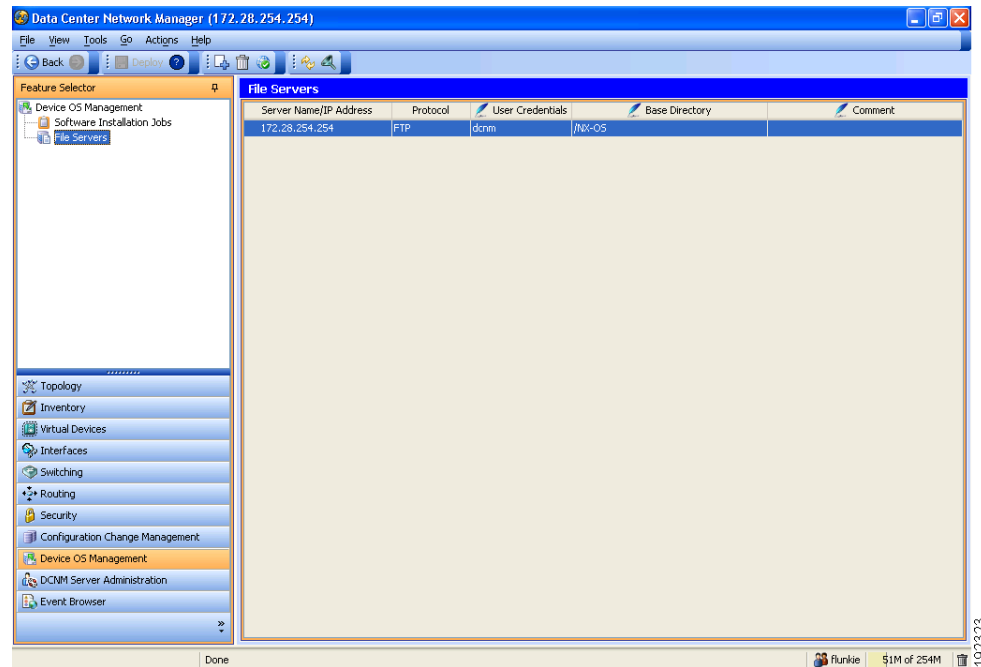 Data Center Network Manager (172.28.254.254)
File View Tools Go Actions Help
Back Deploy
Feature Selector
Device OS Management
Software Installation Jobs
File Servers
File Servers
Server Name/IP Address Protocol User Credentials Base Directory Comment
172.28.254.254 FTP dcnm /NX-OS
Topology
Inventory
Virtual Devices
Interfaces
Switching
Routing
Security
Configuration Change Management
Device OS Management
DCNM Server Administration
Event Browser
Done flunkie 51M of 254M
192323